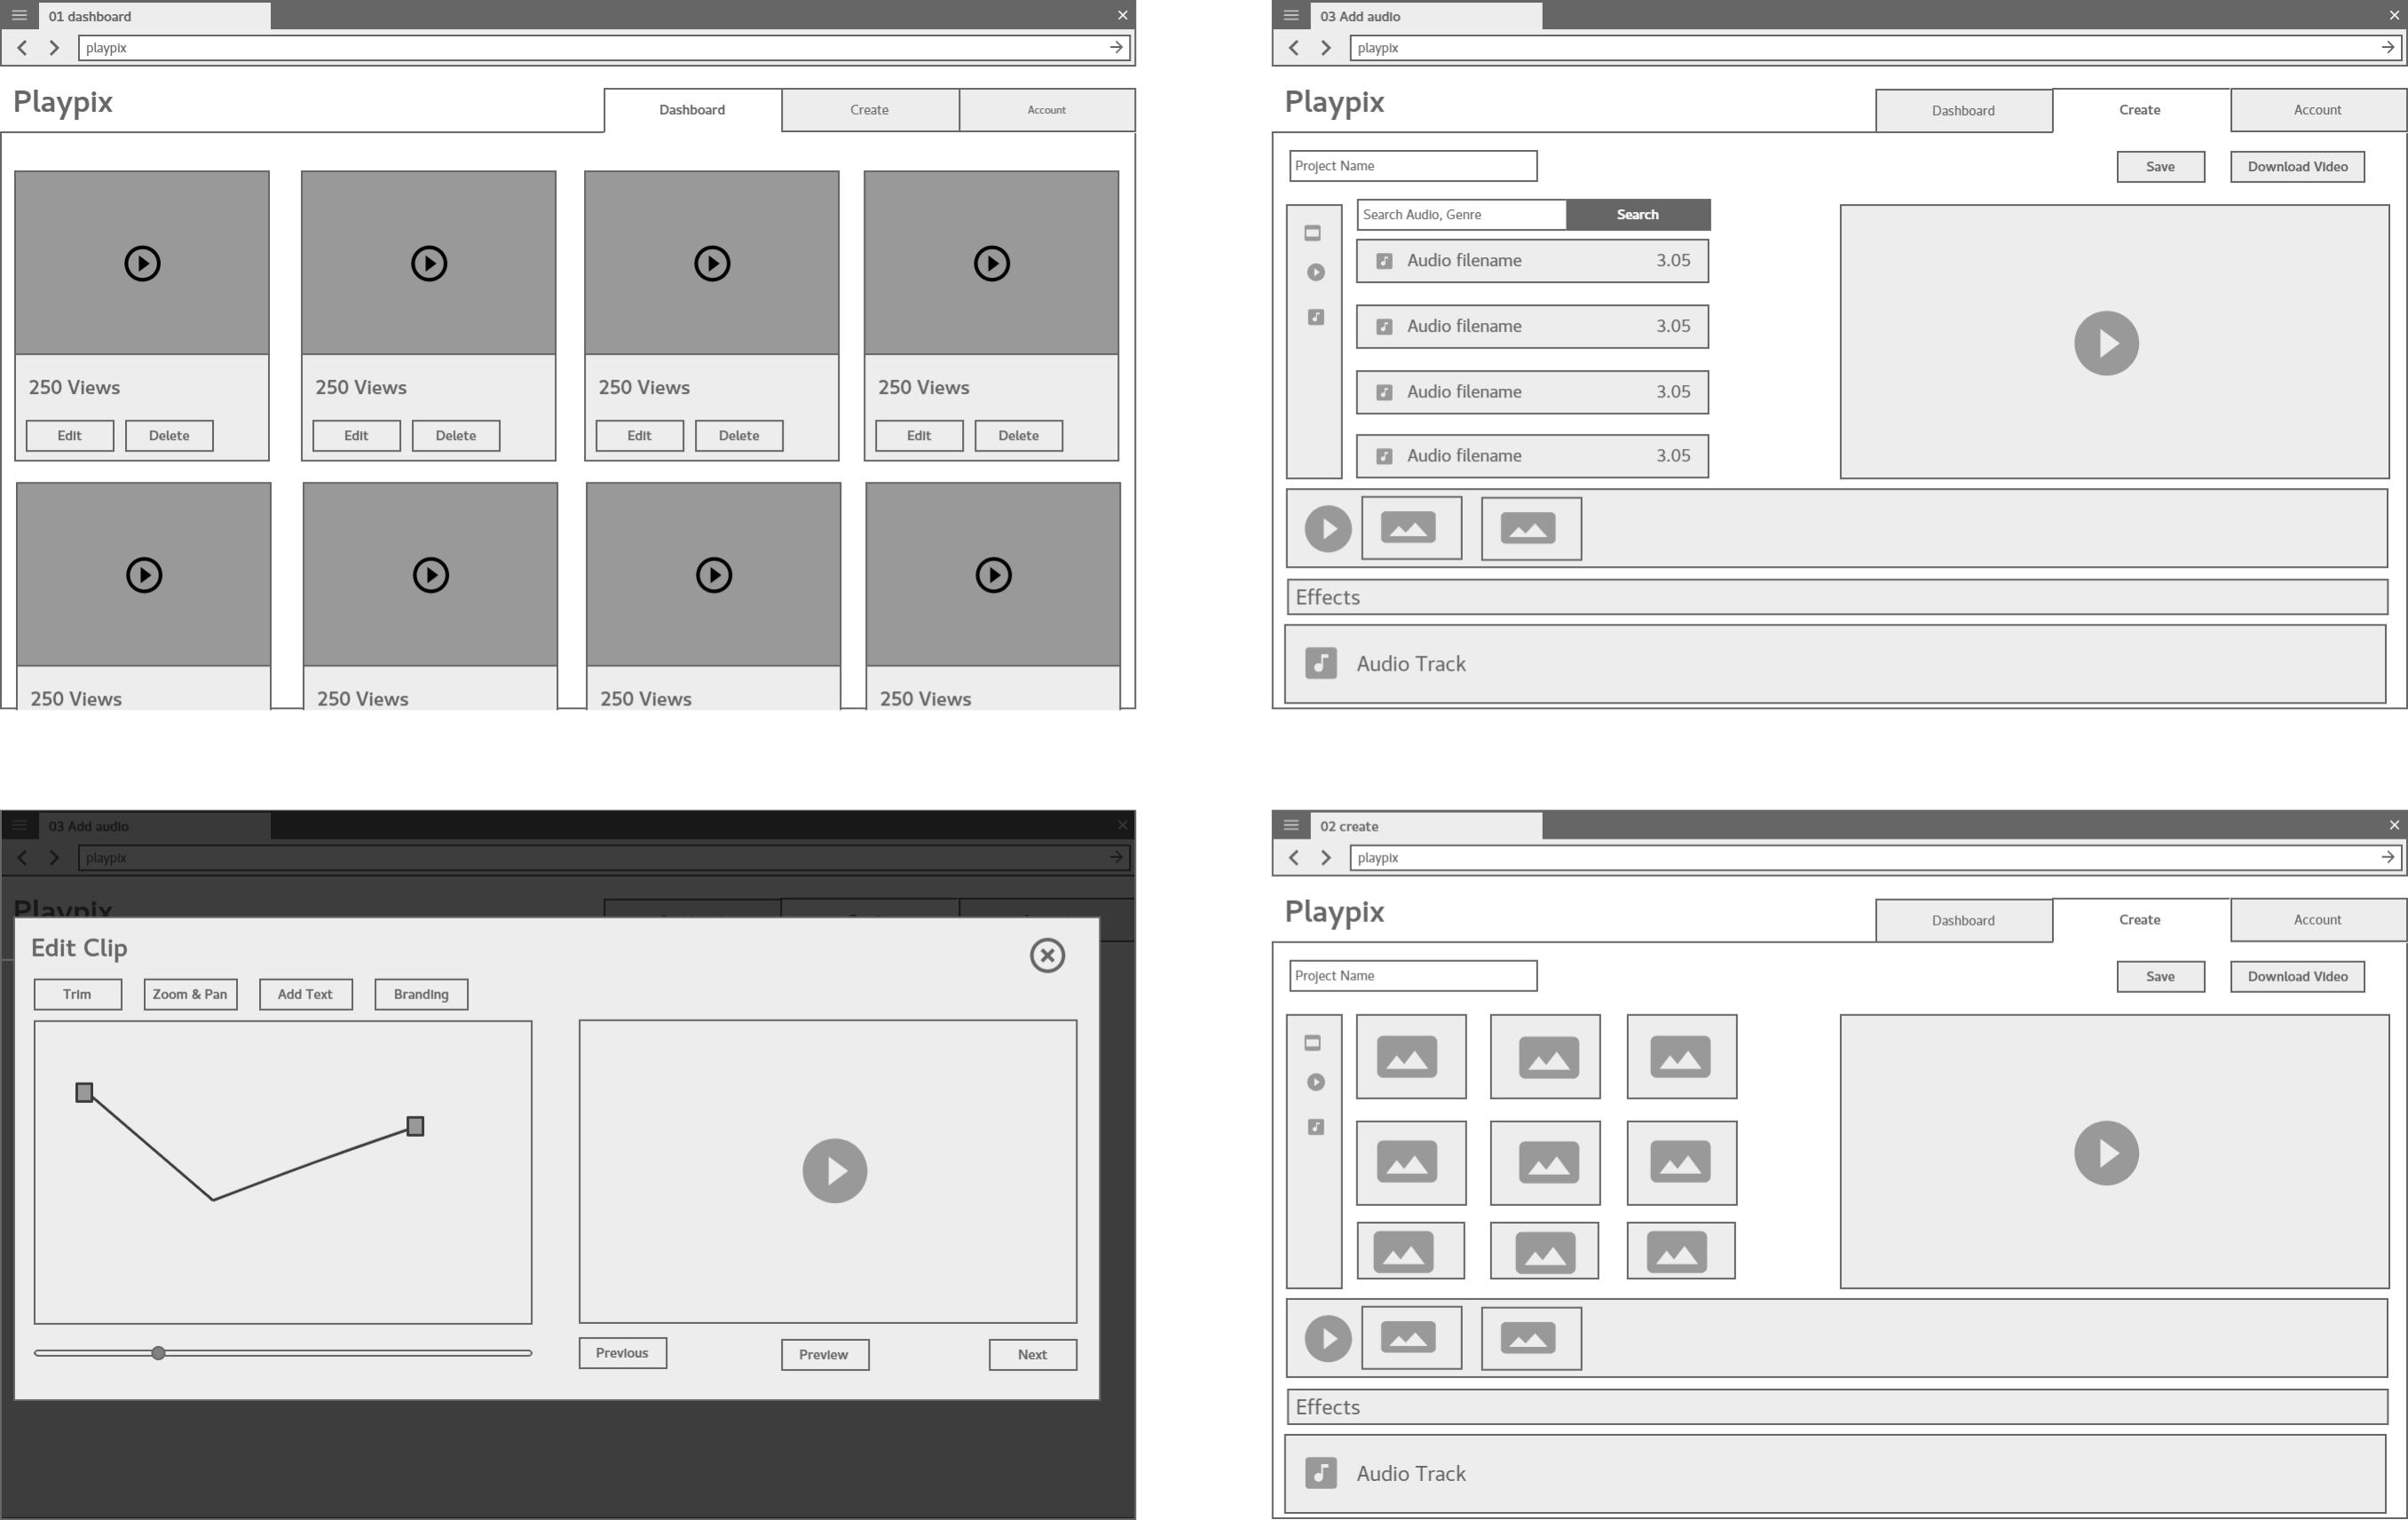 01 dashboard
playpix
Playpix
Dashboard
Create
Account
250 Views
250 Views
250 Views
250 Views
Edit
Delete
Edit
Delete
Edit
Delete
Edit
Delete
250 Views
250 Views
250 Views
250 Views
03 Add audio
playpix
Playpix
Dashboard
Create
Account
Project Name
Save
Download Video
Search Audio, Genre
Search
Audio filename 3.05
Audio filename 3.05
Audio filename 3.05
Audio filename 3.05
Effects
Audio Track
03 Add audio
playpix
Playpix
Edit Clip
Trim
Zoom & Pan
Add Text
Branding
Previous
Preview
Next
02 create
playpix
Playpix
Dashboard
Create
Account
Project Name
Save
Download Video
Effects
Audio Track